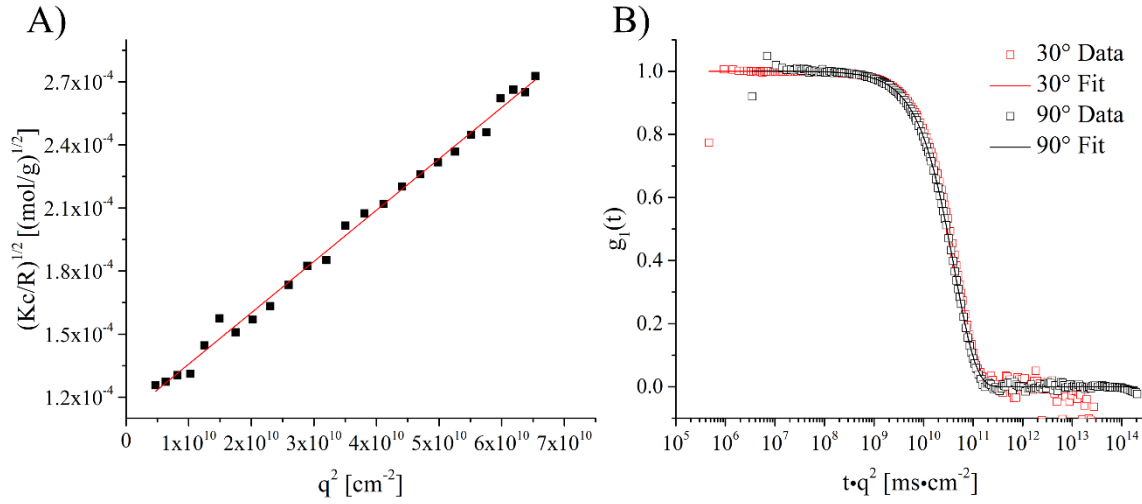 A)
(Kc/R)^1/2 [(mol/g)^1/2]
2.7x10^-4
2.4x10^-4
2.1x10^-4
1.8x10^-4
1.5x10^-4
1.2x10^-4
0 1x10^10 2x10^10 3x10^10 4x10^10 5x10^10 6x10^10 7x10^10
q^2 [cm^-2]
B)
30° Data
30° Fit
90° Data
90° Fit
g_1(t)
1.0
0.8
0.6
0.4
0.2
0.0
10^5 10^6 10^7 10^8 10^9 10^10 10^11 10^12 10^13 10^14
t•q^2 [ms•cm^-2]